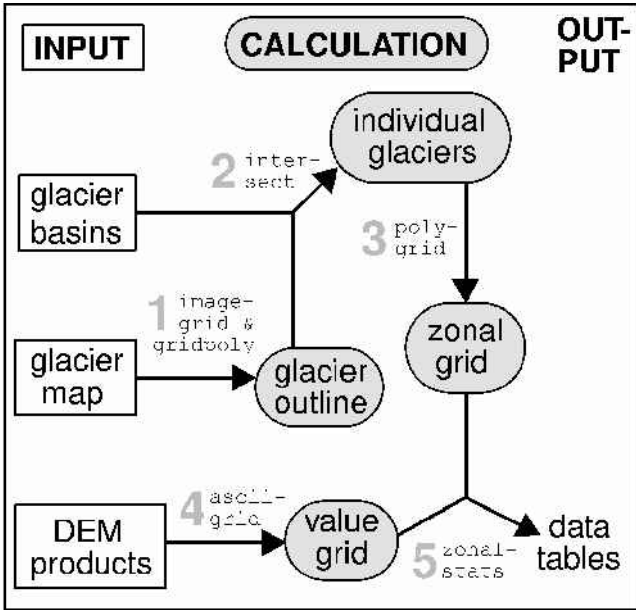 INPUT
CALCULATION
OUT-
PUT
individual
glaciers
2 inter-
sect
glacier
basins
3 poly-
grid
1 image-
grid &
gridpoly
zonal
grid
glacier
map
glacier
outline
4 ascii-
grid
DEM
products
value
grid
5 zonal-
stats
data
tables